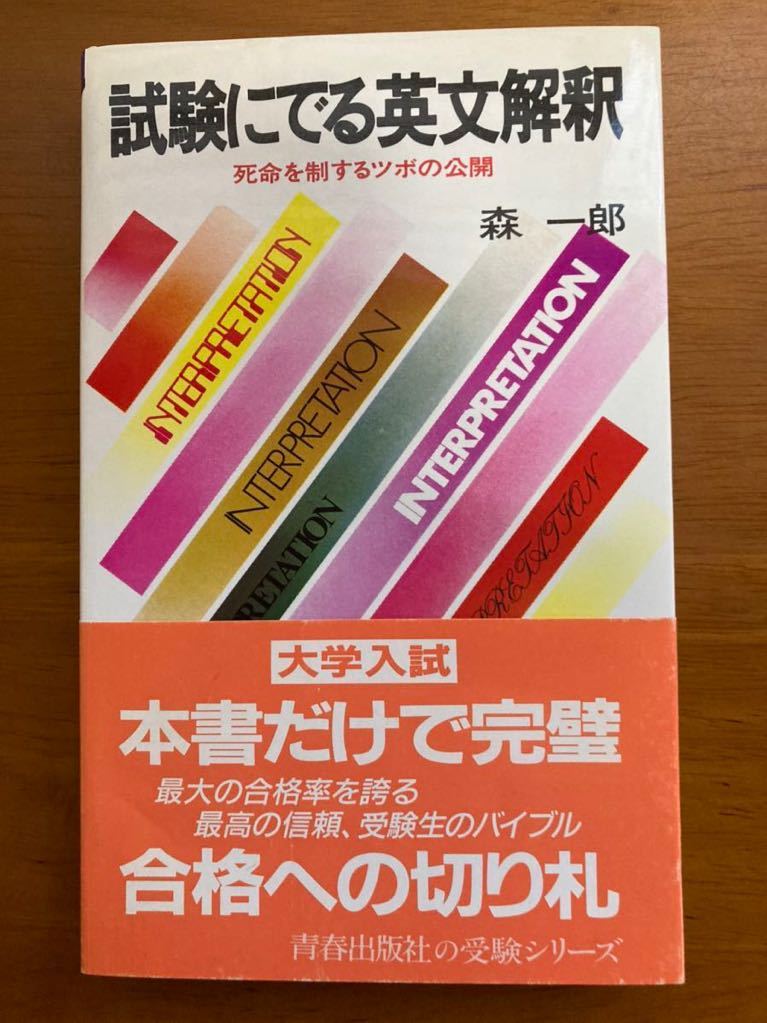 試験にでる英文解釈
死命を制するツボの公開
森 一郎
INTERPRETATION
INTERPRETATION
INTERPRETATION
RETATION
PRETATION
大学入試
本書だけで完璧
最大の合格率を誇る
最高の信頼、受験生のバイブル
合格への切り札
青春出版社の受験シリーズ